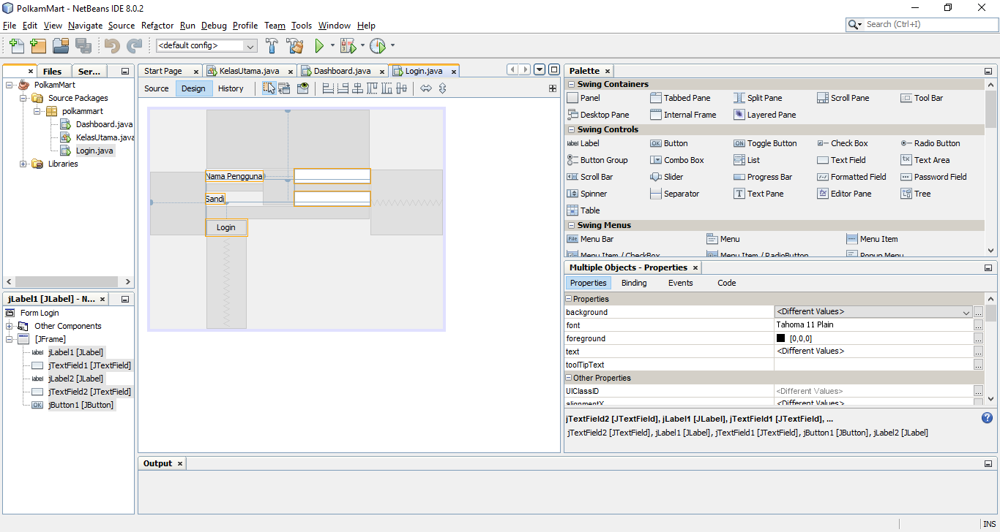 PolkamMart - NetBeans IDE 8.0.2
File Edit View Navigate Source Refactor Run Debug Profile Team Tools Window Help
Search (Ctrl+I)
<default config>
Files
Ser...
PolkamMart
Source Packages
polkammart
Dashboard.java
KelasUtama.java
Login.java
Libraries
jLabel1 [JLabel] - N...
Form Login
Other Components
[JFrame]
label jLabel1 [JLabel]
jTextField1 [JTextField]
label jLabel2 [JLabel]
jTextField2 [JTextField]
OK jButton1 [JButton]
Start Page KelasUtama.java Dashboard.java Login.java
Source Design History
Nama Pengguna
Sandi
Login
Palette
Swing Containers
Panel Tabbed Pane Split Pane Scroll Pane Tool Bar
Desktop Pane Internal Frame Layered Pane
Swing Controls
label Label OK Button ON Toggle Button Check Box Radio Button
Button Group Combo Box List Text Field Text Area
Scroll Bar Slider Progress Bar Formatted Field Password Field
Spinner Separator Text Pane Editor Pane Tree
Table
Swing Menus
File Menu Bar Menu Menu Item
Menu Item / CheckBox Menu Item / RadioButton Popup Menu
Multiple Objects - Properties
Properties Binding Events Code
Properties
background <Different Values> ...
font Tahoma 11 Plain ...
foreground [0,0,0] ...
text <Different Values> ...
toolTipText ...
Other Properties
UIClassID <Different Values> ...
alignmentX <Different Values> ...
jTextField2 [JTextField], jLabel1 [JLabel], jTextField1 [JTextField], ...
jTextField2 [JTextField], jLabel1 [JLabel], jTextField1 [JTextField], jButton1 [JButton], jLabel2 [JLabel]
Output
INS